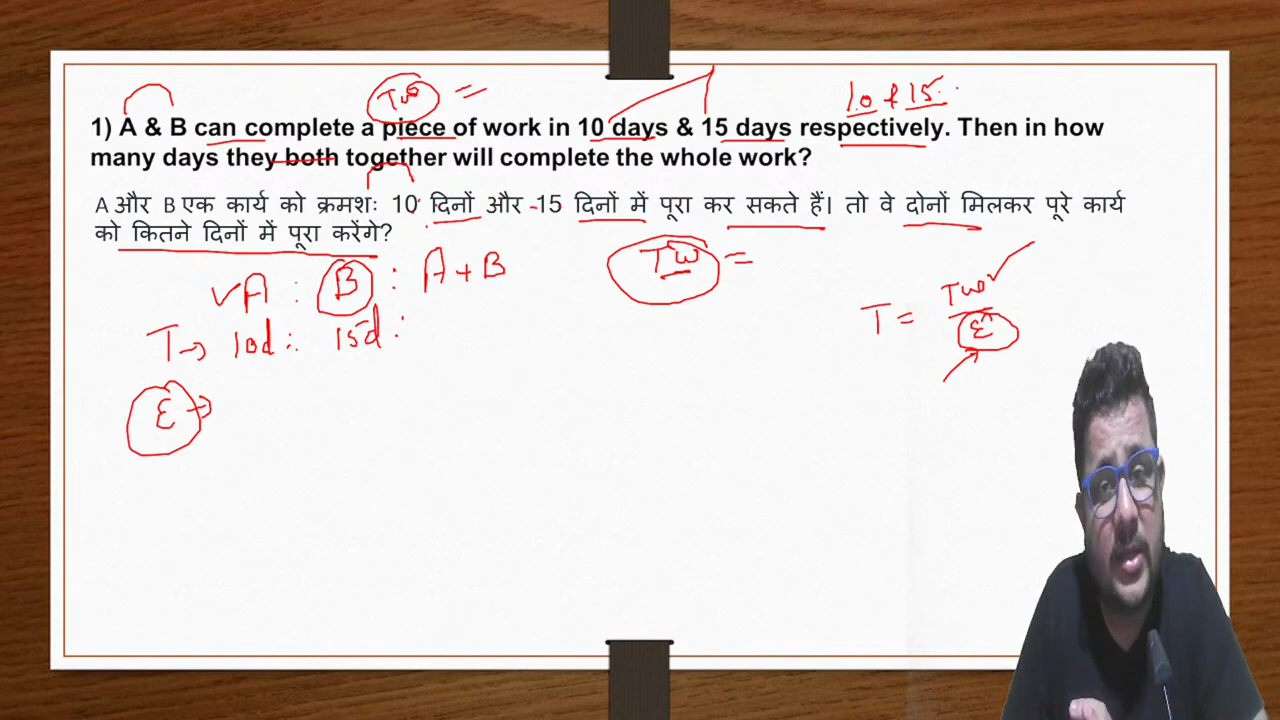 Tw =
10 & 15
1) A & B can complete a piece of work in 10 days & 15 days respectively. Then in how
many days they both together will complete the whole work?
A और B एक कार्य को क्रमशः 10 दिनों और 15 दिनों में पूरा कर सकते हैं। तो वे दोनों मिलकर पूरे कार्य
को कितने दिनों में पूरा करेंगे?
A : B : A + B
Tw =
T → 10d : 15d :
T = Tw / E
E →